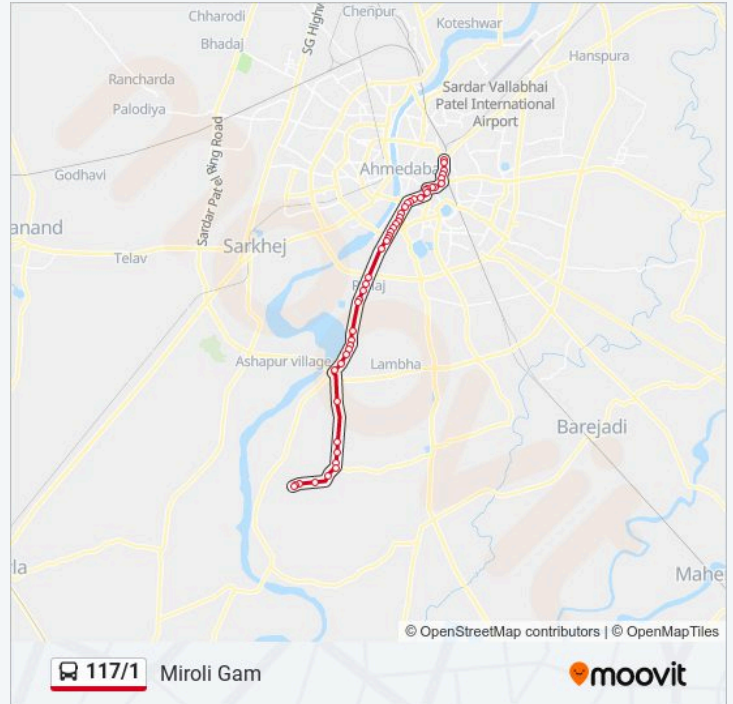 Chharodi
Chenpur
Koteshwar
SG Highw
Bhadaj
Hanspura
Rancharda
Sardar Vallabhai
Patel International
Airport
Palodiya
Ahmedaba
Godhavi
Sardar Patel Ring Road
anand
Sarkhej
Telav
Ashapur village
Lambha
Barejadi
la
Mahe
© OpenStreetMap contributors | © OpenMapTiles
117/1 Miroli Gam
moovit